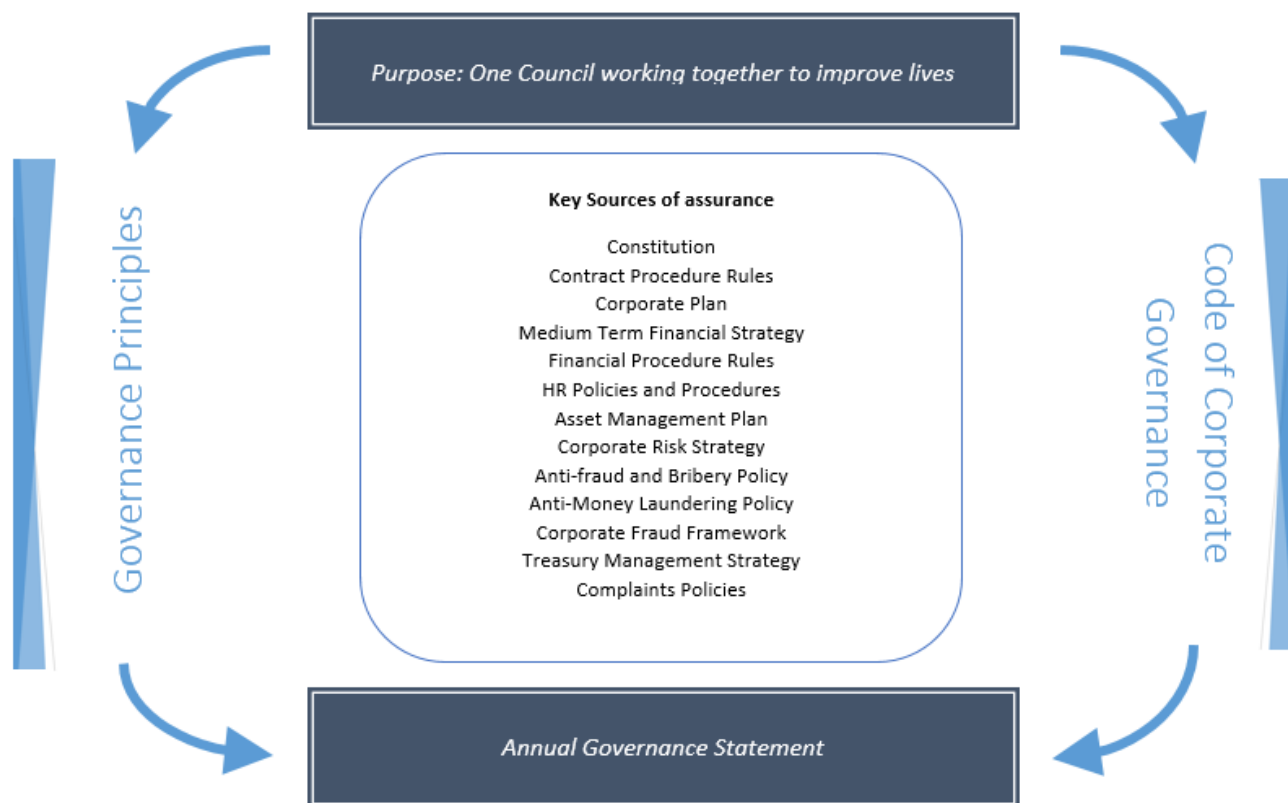 Purpose: One Council working together to improve lives
Governance Principles
Key Sources of assurance
Constitution
Contract Procedure Rules
Corporate Plan
Medium Term Financial Strategy
Financial Procedure Rules
HR Policies and Procedures
Asset Management Plan
Corporate Risk Strategy
Anti-fraud and Bribery Policy
Anti-Money Laundering Policy
Corporate Fraud Framework
Treasury Management Strategy
Complaints Policies
Code of Corporate
Governance
Annual Governance Statement